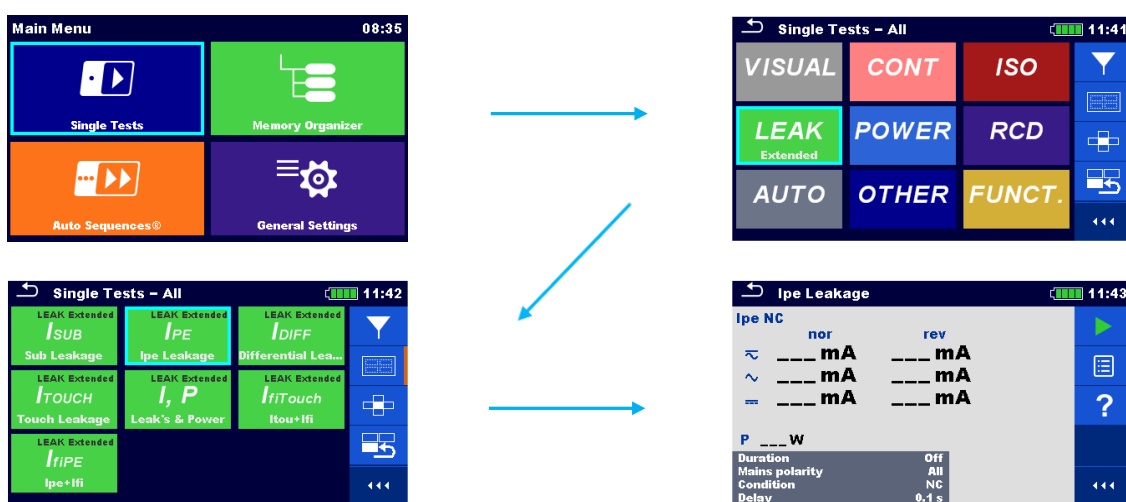 Main Menu 08:35
Single Tests Memory Organizer
Auto Sequences® General Settings
Single Tests – All 11:41
VISUAL CONT ISO
LEAK POWER RCD
Extended
AUTO OTHER FUNCT.
Single Tests – All 11:42
LEAK Extended LEAK Extended LEAK Extended
ISUB IPE IDIFF
Sub Leakage Ipe Leakage Differential Lea...
LEAK Extended LEAK Extended LEAK Extended
ITOUCH I, P IfiTouch
Touch Leakage Leak's & Power Itou+Ifi
LEAK Extended
IfiPE
Ipe+Ifi
Ipe Leakage 11:43
Ipe NC
nor rev
___ mA ___ mA
___ mA ___ mA
___ mA ___ mA
P ___ W
Duration Off
Mains polarity All
Condition NC
Delay 0.1 s
?